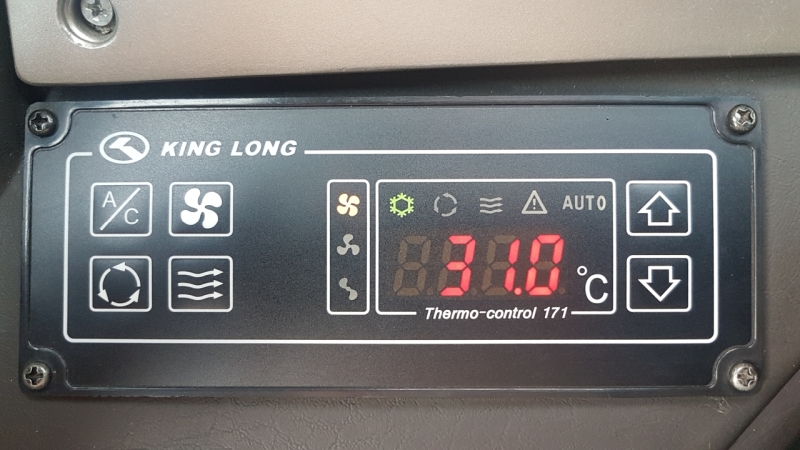 KING LONG
A/C
AUTO
31.0
°C
Thermo-control 171